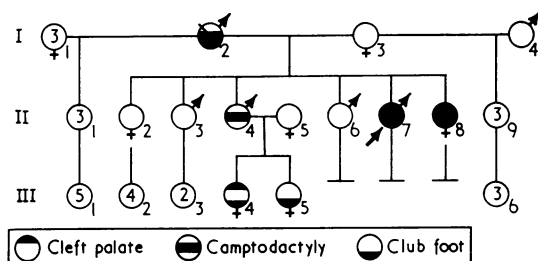 I 3 1 2 3 4
II 3 1 2 3 4 5 6 7 8 3 9
III 5 1 4 2 2 3 4 5 3 6
Cleft palate Camptodactyly Club foot